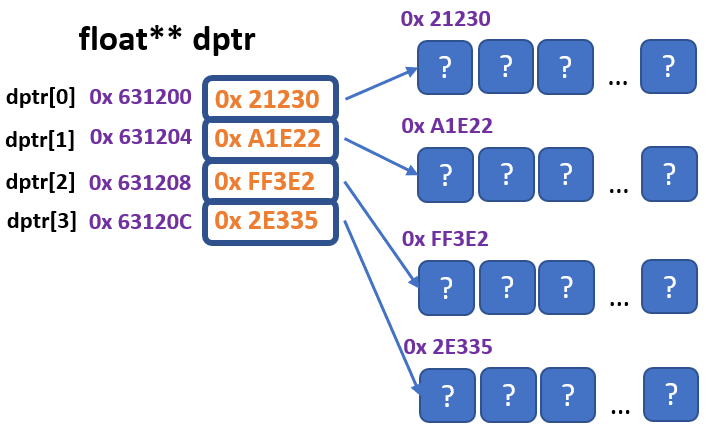 float** dptr
dptr[0] 0x 631200 0x 21230
dptr[1] 0x 631204 0x A1E22
dptr[2] 0x 631208 0x FF3E2
dptr[3] 0x 63120C 0x 2E335
0x 21230
? ? ? ... ?
0x A1E22
? ? ? ... ?
0x FF3E2
? ? ? ... ?
0x 2E335
? ? ? ... ?